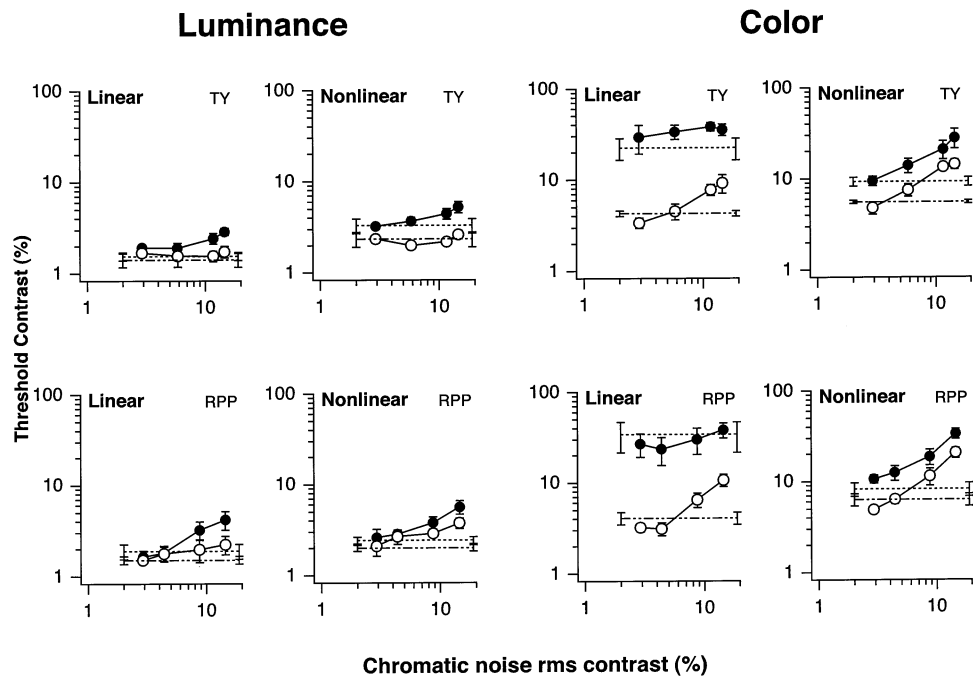 Luminance
Color
100 Linear TY
10
1
1 10
100 Nonlinear TY
10
1
1 10
100 Linear TY
10
1
1 10
100 Nonlinear TY
10
1
1 10
Threshold Contrast (%)
100 Linear RPP
10
1
1 10
100 Nonlinear RPP
10
1
1 10
100 Linear RPP
10
1
1 10
100 Nonlinear RPP
10
1
1 10
Chromatic noise rms contrast (%)